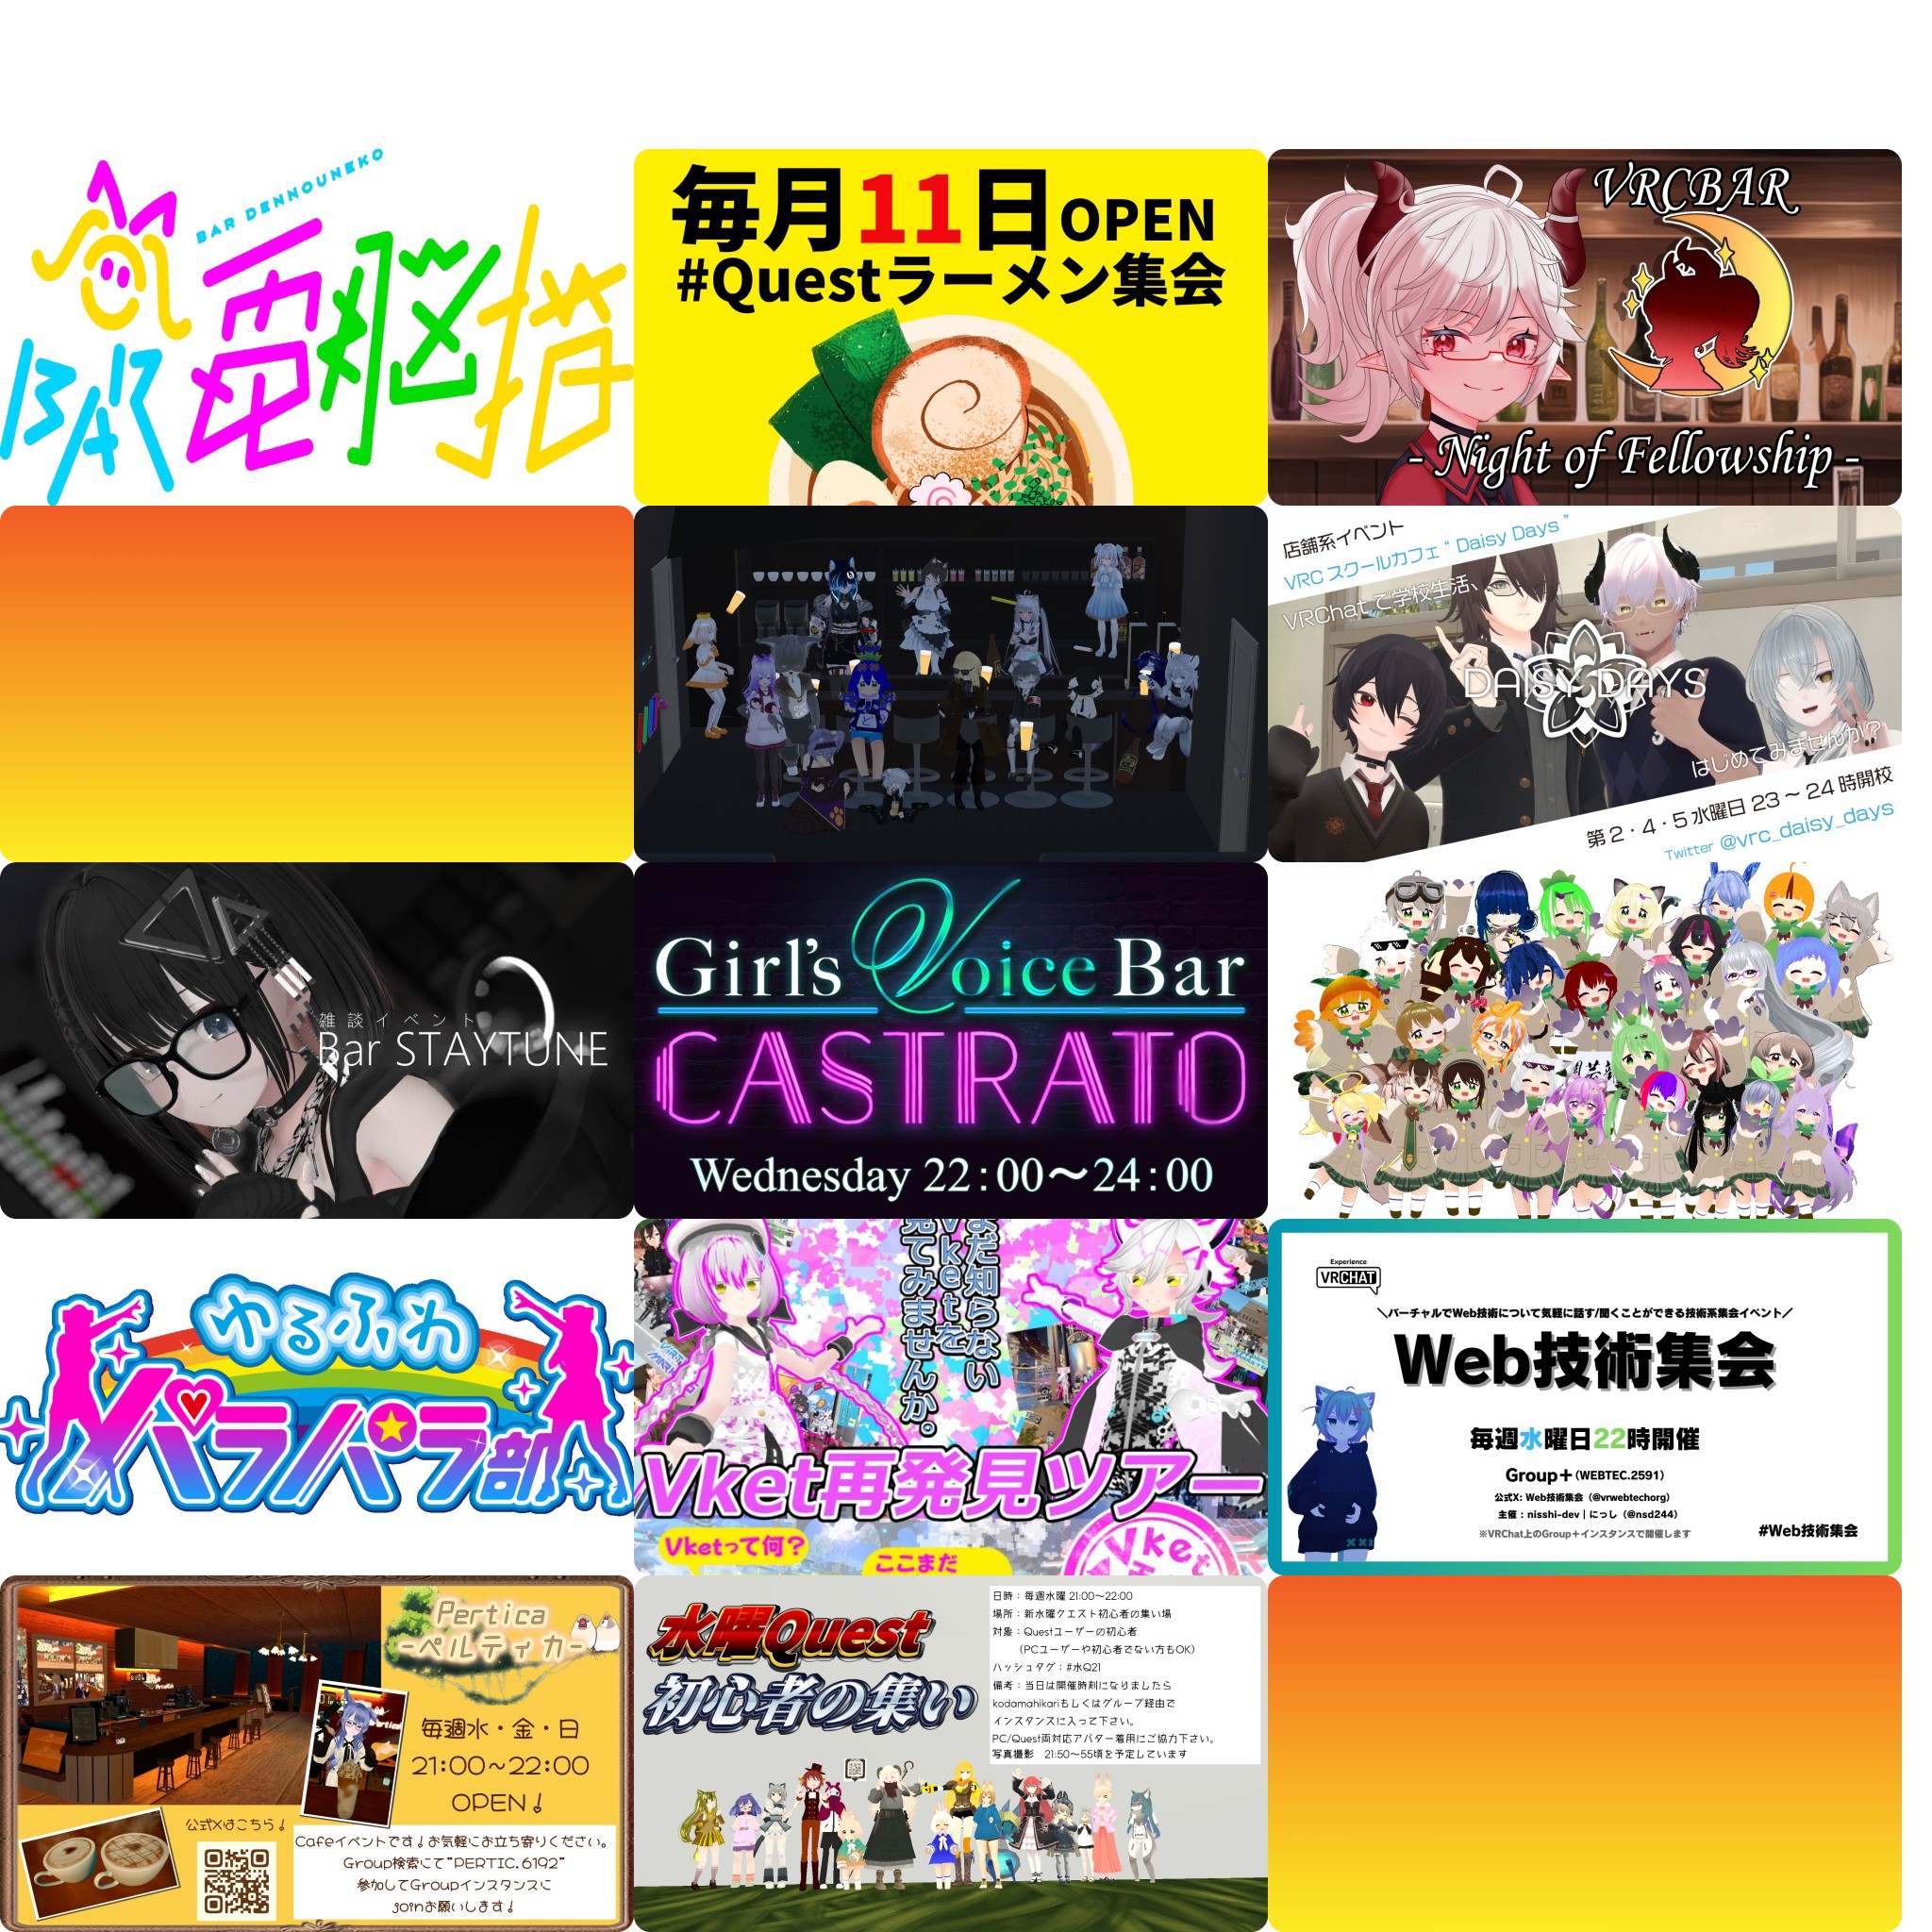 BAR DENNOUNEKO
BAR 電脳猫
毎月11日OPEN
#Questラーメン集会
VRCBAR
- Night of Fellowship -
店舗系イベント
VRC スクールカフェ “ Daisy Days ”
VRChat で学校生活、
DAISY DAYS
はじめてみませんか?
第 2・4・5 水曜日 23 ~ 24 時開校
Twitter @vrc_daisy_days
雑談イベント
Bar STAYTUNE
Girl's Voice Bar
CASTRATO
Wednesday 22:00~24:00
ゆるふわ
パラパラ部
まだ知らない
Vketを
見てみませんか。
Vket再発見ツアー
Vketって何?
ここまだ
Vket
Experience
VRCHAT
\バーチャルでWeb技術について気軽に話す/聞くことができる技術系集会イベント/
Web技術集会
毎週水曜日22時開催
Group+(WEBTEC.2591)
公式X: Web技術集会(@vrwebtechorg)
主催 : nisshi-dev | にっし(@nsd244)
※VRChat上のGroup+インスタンスで開催します
#Web技術集会
Pertica
-ペルティカ-
毎週水・金・日
21:00~22:00
OPEN!
公式Xはこちら!
Cafeイベントです!お気軽にお立ち寄りください。
Group検索にて"PERTIC.6192"
参加してGroupインスタンスに
joinお願いします!
水曜Quest
初心者の集い
日時:毎週水曜 21:00~22:00
場所:新水曜クエスト初心者の集い場
対象:Questユーザーの初心者
(PCユーザーや初心者でない方もOK)
ハッシュタグ:#水Q21
備考:当日は開催時刻になりましたら
kodamahikariもしくはグループ経由で
インスタンスに入って下さい。
PC/Quest両対応アバター着用にご協力下さい。
写真撮影 21:50~55頃を予定しています